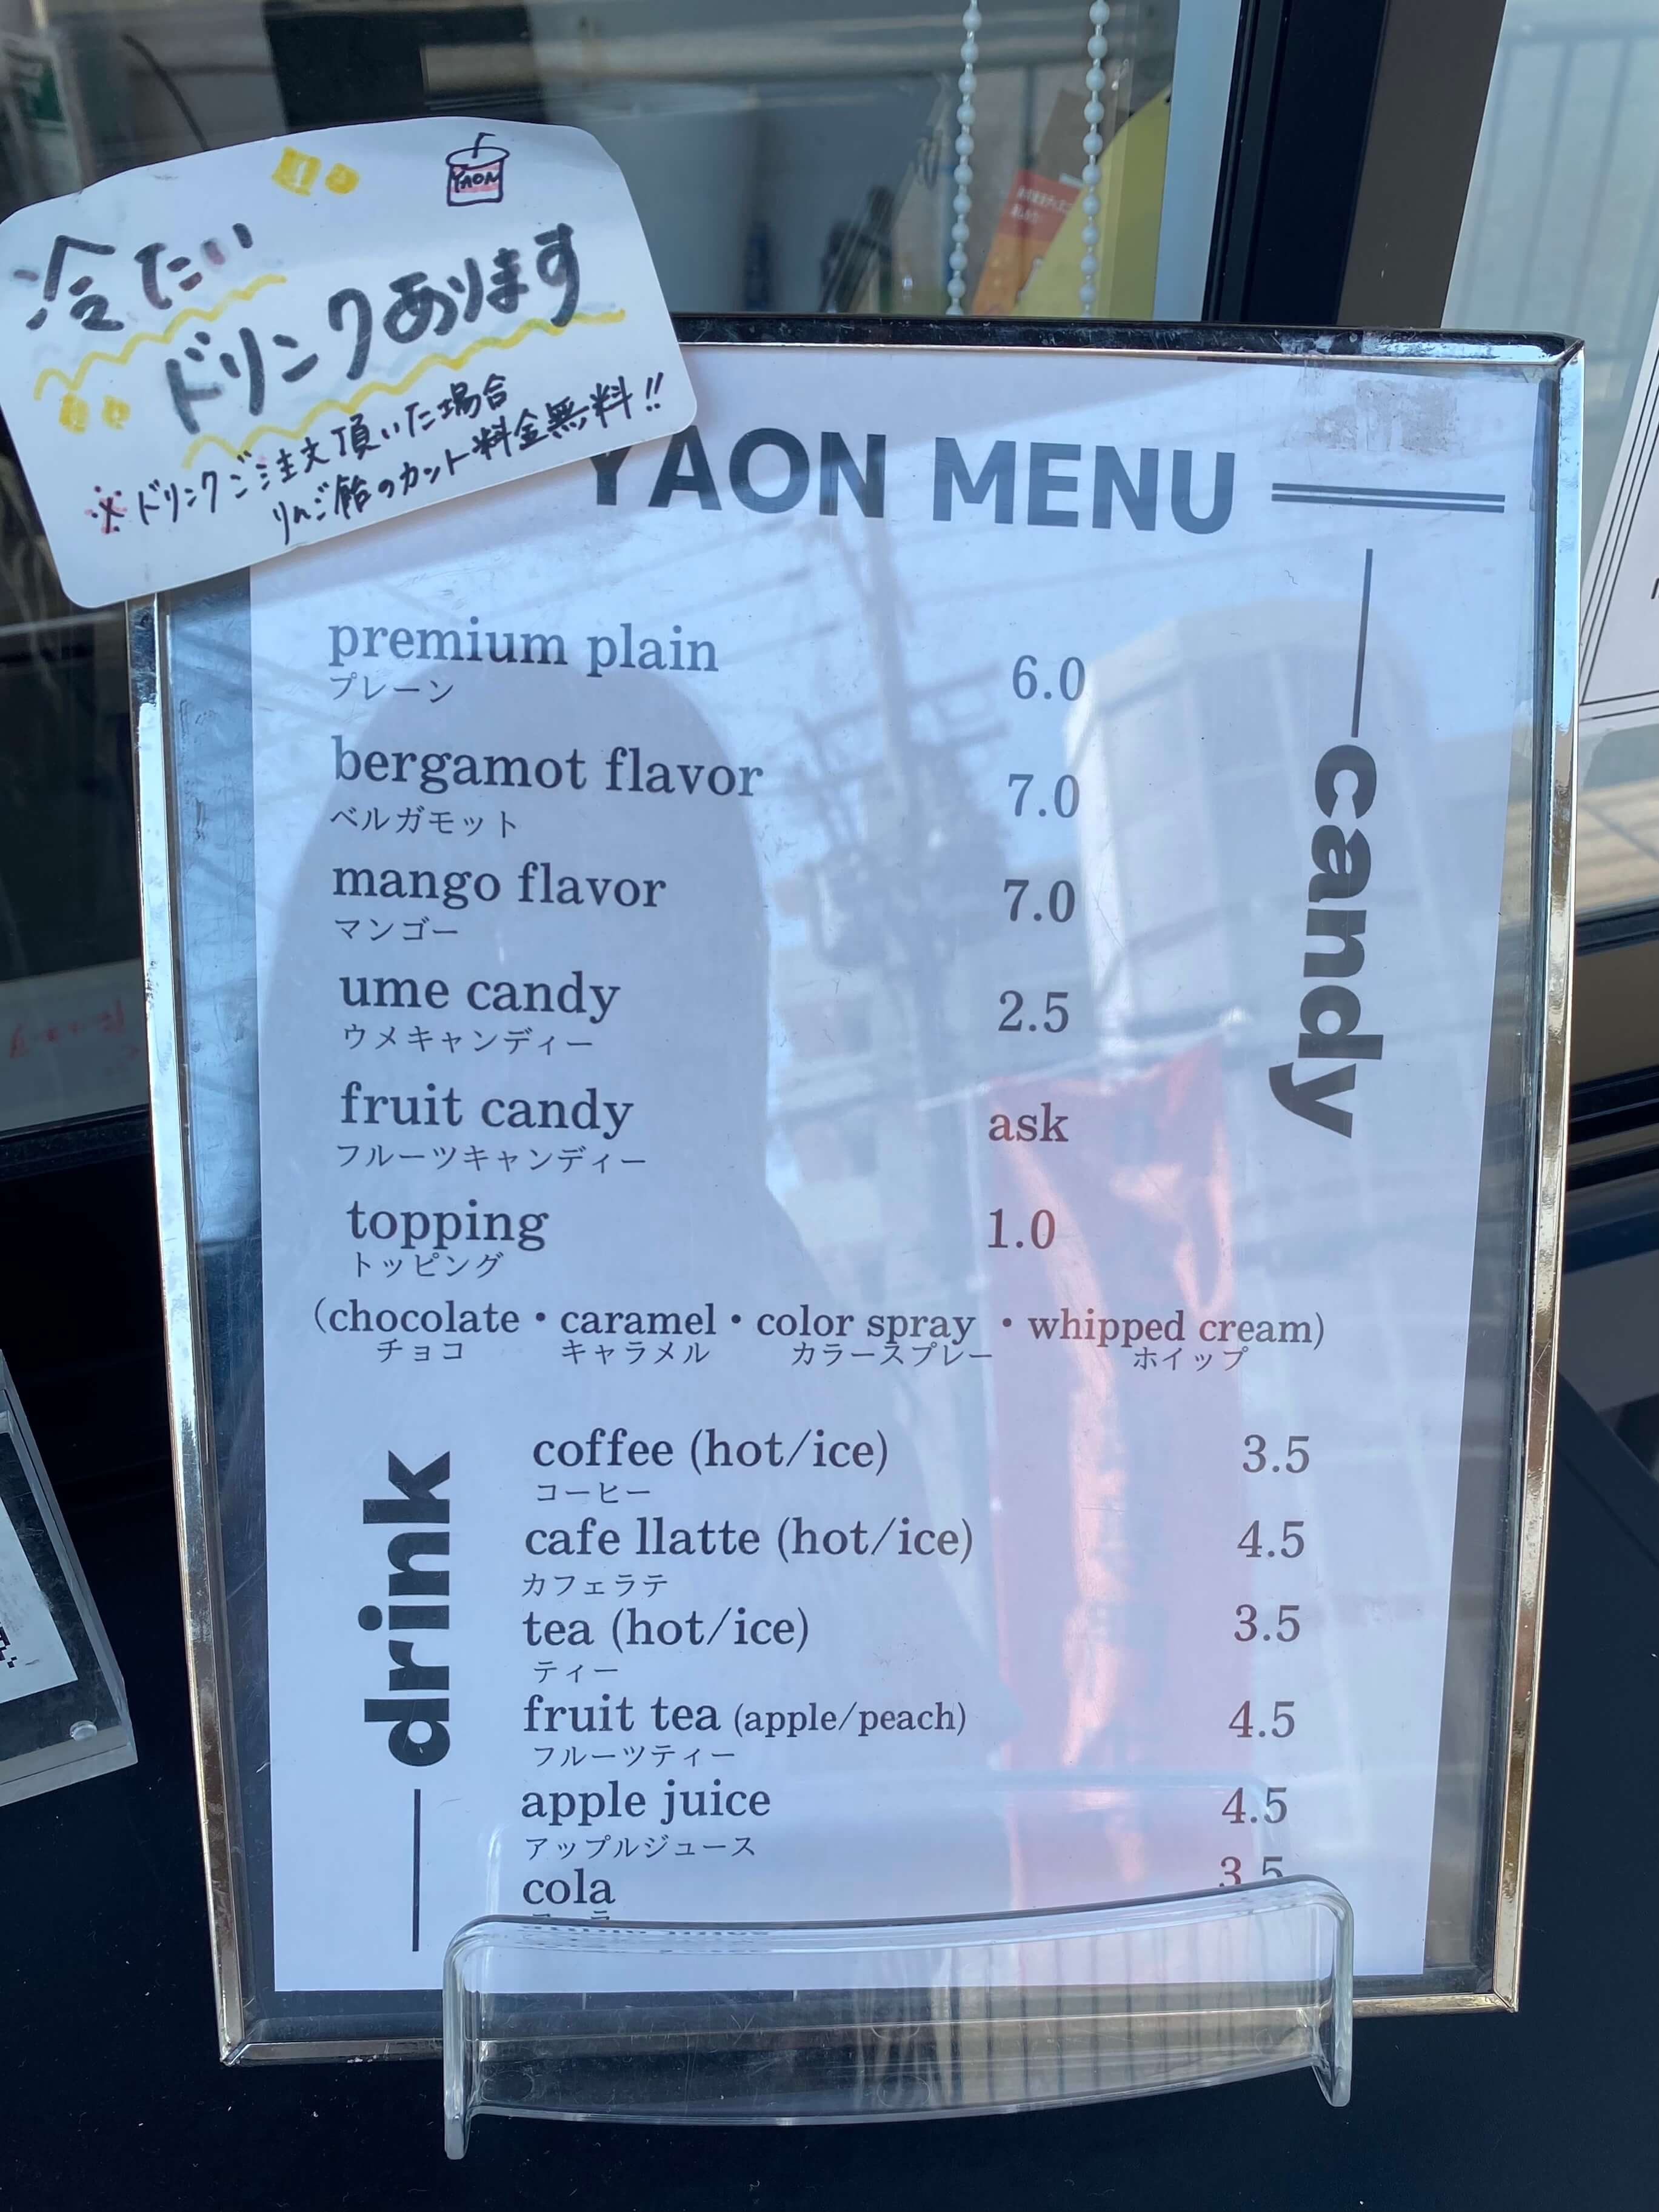 YAON
冷たい
ドリンクあります
※ドリンクご注文頂いた場合
りんご飴のカット料金無料!!
YAON MENU
candy
premium plain 6.0
プレーン
bergamot flavor 7.0
ベルガモット
mango flavor 7.0
マンゴー
ume candy 2.5
ウメキャンディー
fruit candy ask
フルーツキャンディー
topping 1.0
トッピング
(chocolate・caramel・color spray ・whipped cream)
チョコ キャラメル カラースプレー ホイップ
drink
coffee (hot/ice) 3.5
コーヒー
cafe llatte (hot/ice) 4.5
カフェラテ
tea (hot/ice) 3.5
ティー
fruit tea (apple/peach) 4.5
フルーツティー
apple juice 4.5
アップルジュース
cola 3.5
コーラ